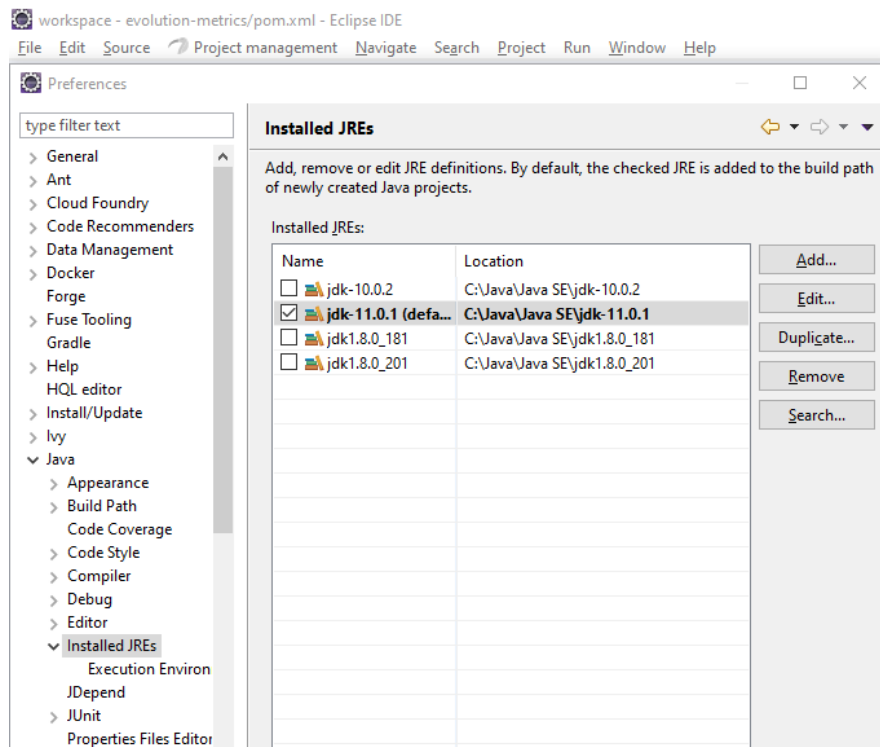 workspace - evolution-metrics/pom.xml - Eclipse IDE
File Edit Source Project management Navigate Search Project Run Window Help
Preferences
type filter text
General
Ant
Cloud Foundry
Code Recommenders
Data Management
Docker
Forge
Fuse Tooling
Gradle
Help
HQL editor
Install/Update
Ivy
Java
Appearance
Build Path
Code Coverage
Code Style
Compiler
Debug
Editor
Installed JREs
Execution Environ
JDepend
JUnit
Properties Files Editor
Installed JREs
Add, remove or edit JRE definitions. By default, the checked JRE is added to the build path
of newly created Java projects.
Installed JREs:
Name Location
jdk-10.0.2 C:\Java\Java SE\jdk-10.0.2
jdk-11.0.1 (defa... C:\Java\Java SE\jdk-11.0.1
jdk1.8.0_181 C:\Java\Java SE\jdk1.8.0_181
jdk1.8.0_201 C:\Java\Java SE\jdk1.8.0_201
Add...
Edit...
Duplicate...
Remove
Search...